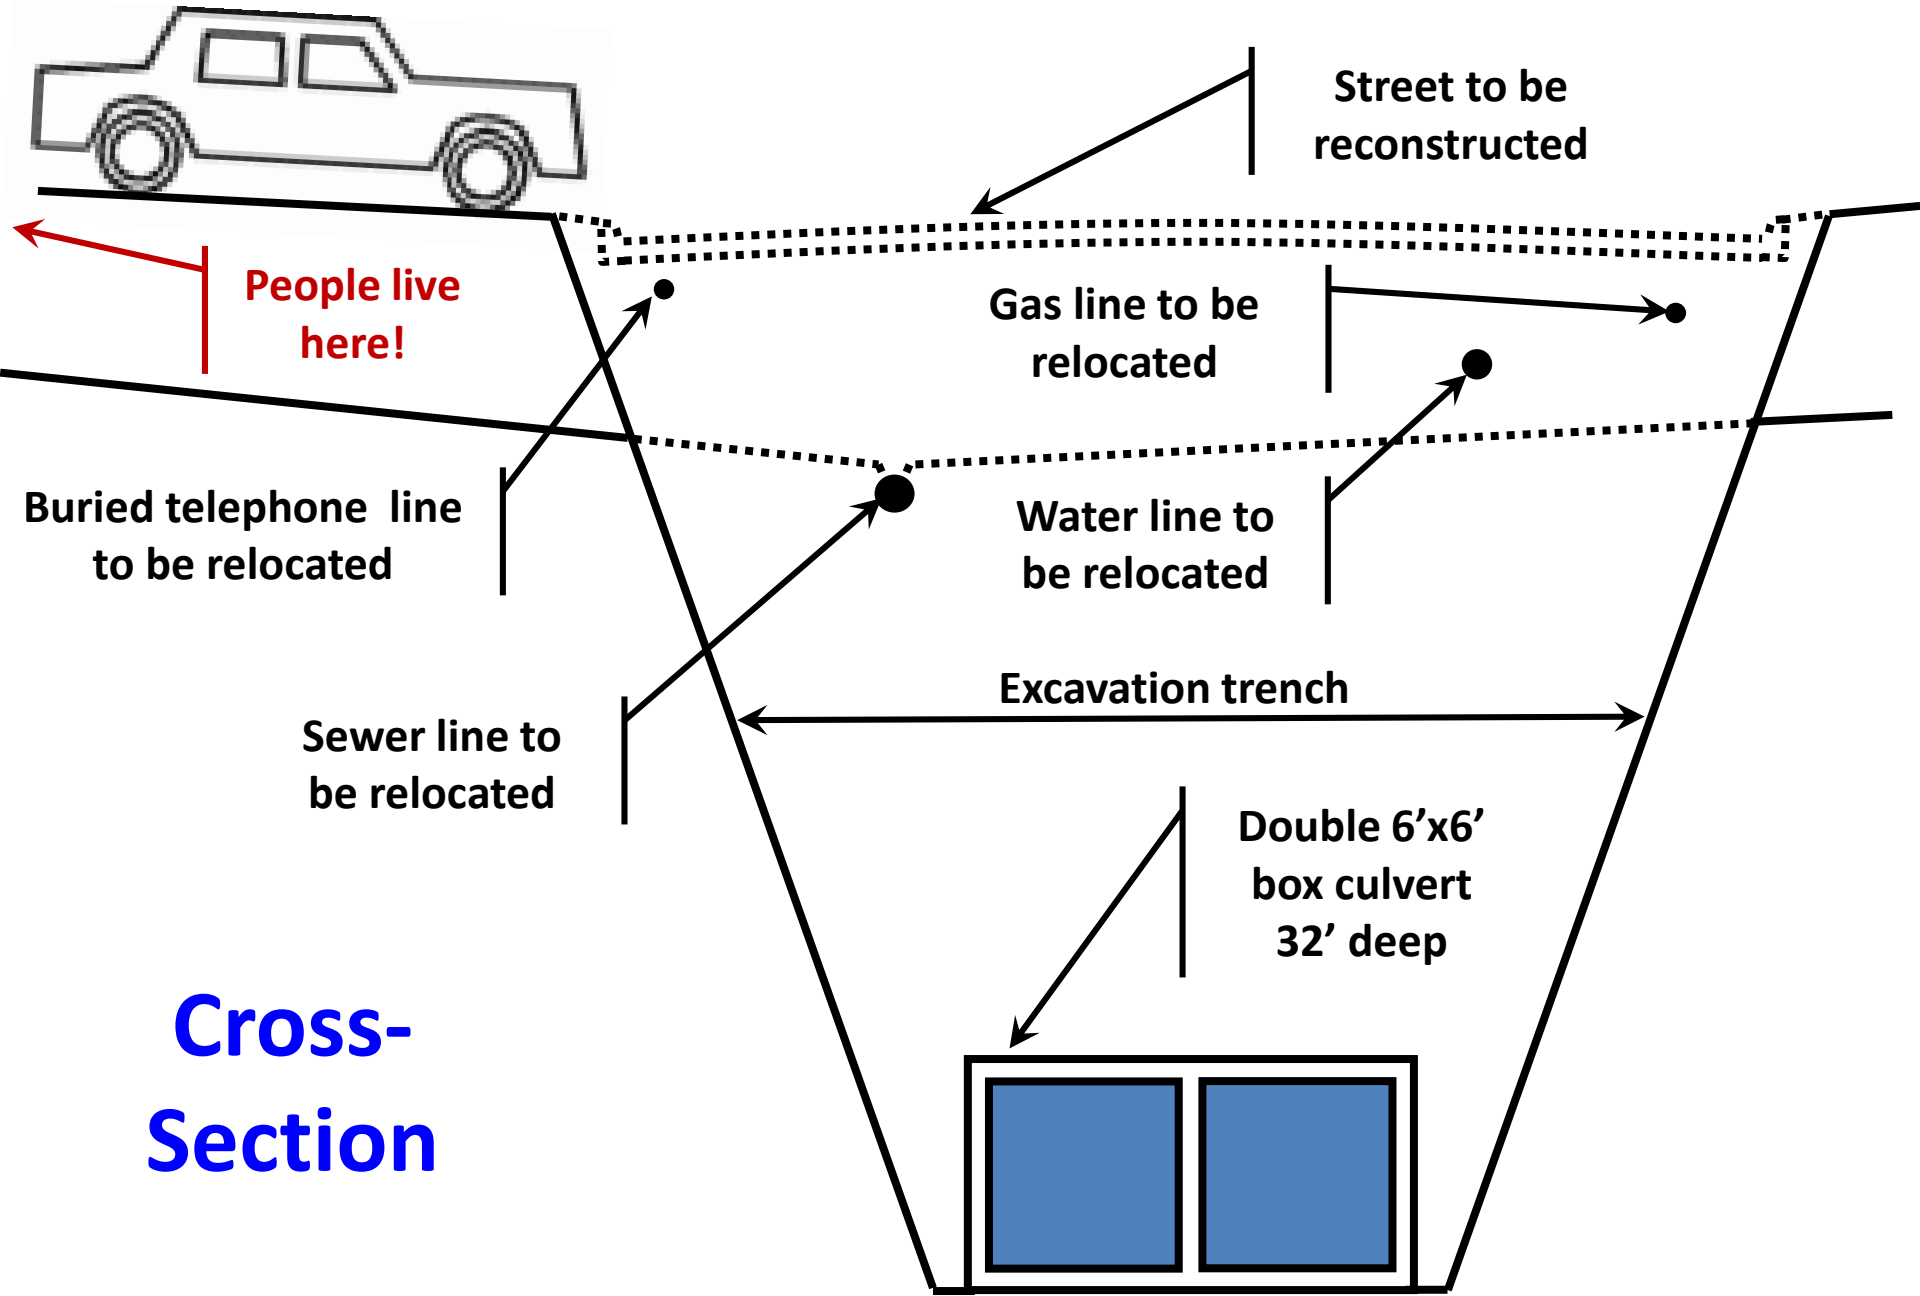 Street to be
reconstructed
People live
here!
Gas line to be
relocated
Buried telephone  line
to be relocated
Water line to
be relocated
Excavation trench
Sewer line to
be relocated
Double 6’x6’
box culvert
32’ deep
Cross-
Section